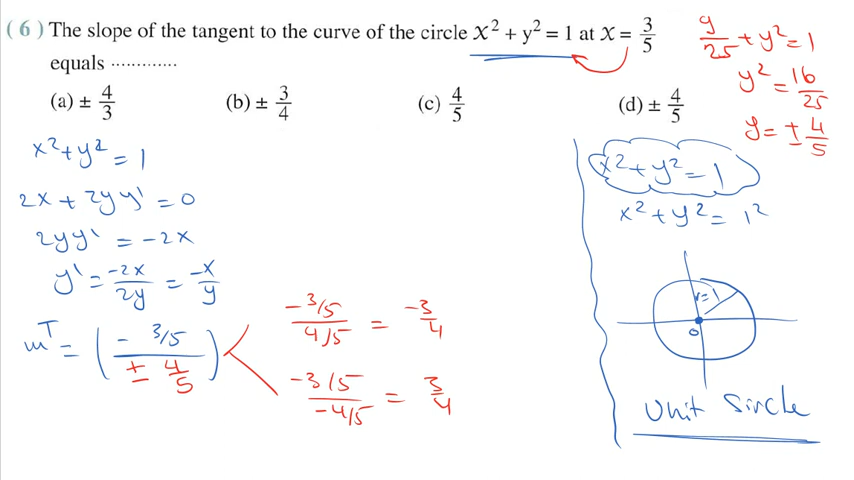 (6) The slope of the tangent to the curve of the circle x² + y² = 1 at x = 3/5
equals .............
(a) ± 4/3 (b) ± 3/4 (c) 4/5 (d) ± 4/5
9/25 + y² = 1
y² = 16/25
y = ± 4/5
x² + y² = 1
2x + 2yy' = 0
2yy' = -2x
y' = -2x/2y = -x/y
mᵀ = ( - 3/5 / ± 4/5 )
-3/5 / 4/5 = -3/4
-3/5 / -4/5 = 3/4
x² + y² = 1
x² + y² = 1²
r=1
0
Unit Sircle